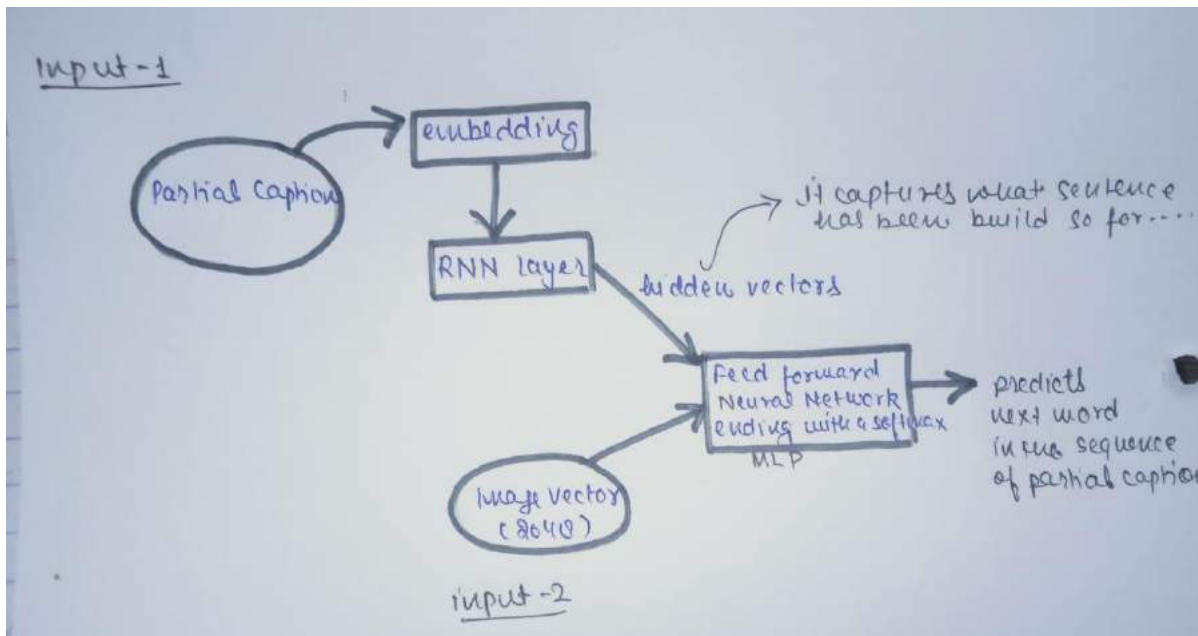 input-1
embedding
Partial Caption
it captures what sentence
has been build so for.....
RNN layer
hidden vectors
Feed forward
Neural Network
ending with a softmax
MLP
predicts
next word
in the sequence
of partial caption
image vector
(2048)
input-2